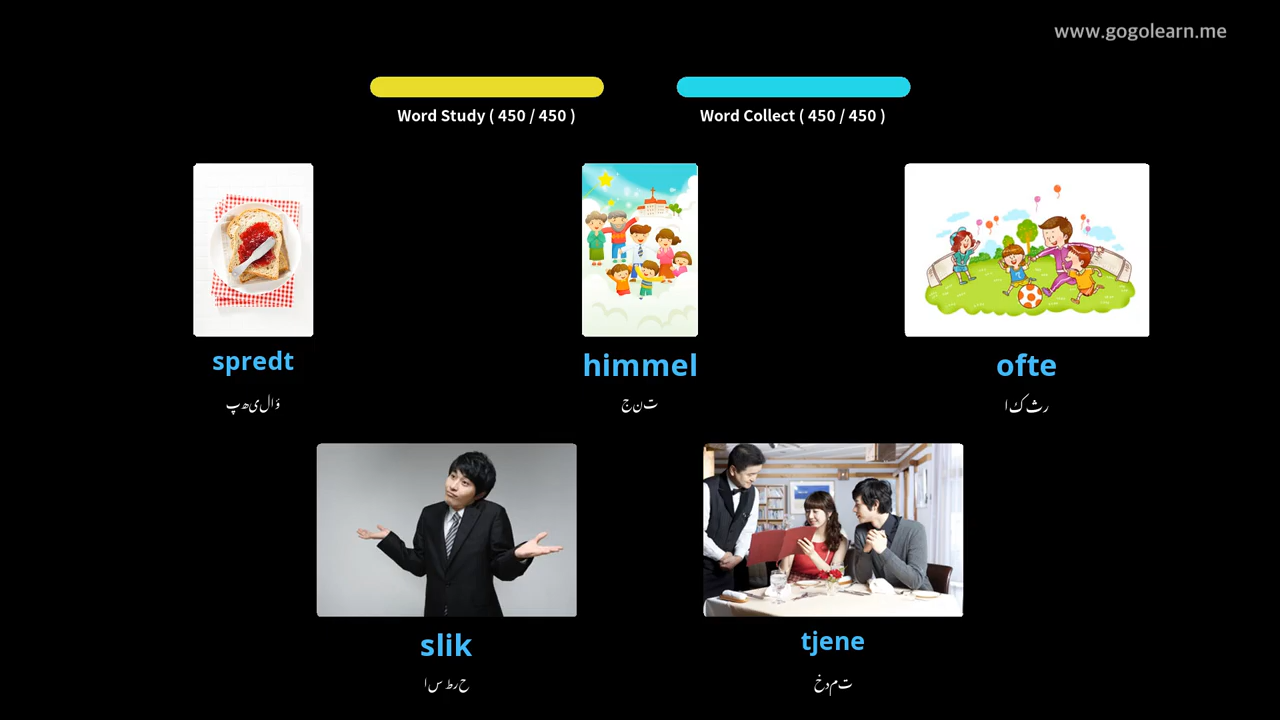 www.gogolearn.me
Word Study ( 450 / 450 )
Word Collect ( 450 / 450 )
spredt
himmel
ofte
پھیلاؤ
جنت
اکثر
slik
tjene
اس طرح
خدمت